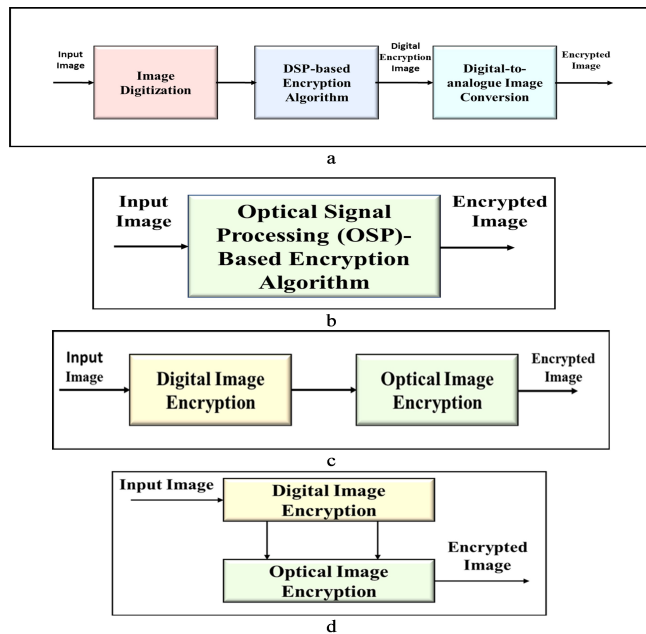 Input
Image
Image
Digitization
DSP-based
Encryption
Algorithm
Digital
Encryption
Image
Digital-to-
analogue Image
Conversion
Encrypted
Image
a
Input
Image
Optical Signal
Processing (OSP)-
Based Encryption
Algorithm
Encrypted
Image
b
Input
Image
Digital Image
Encryption
Optical Image
Encryption
Encrypted
Image
c
Input Image
Digital Image
Encryption
Optical Image
Encryption
Encrypted
Image
d